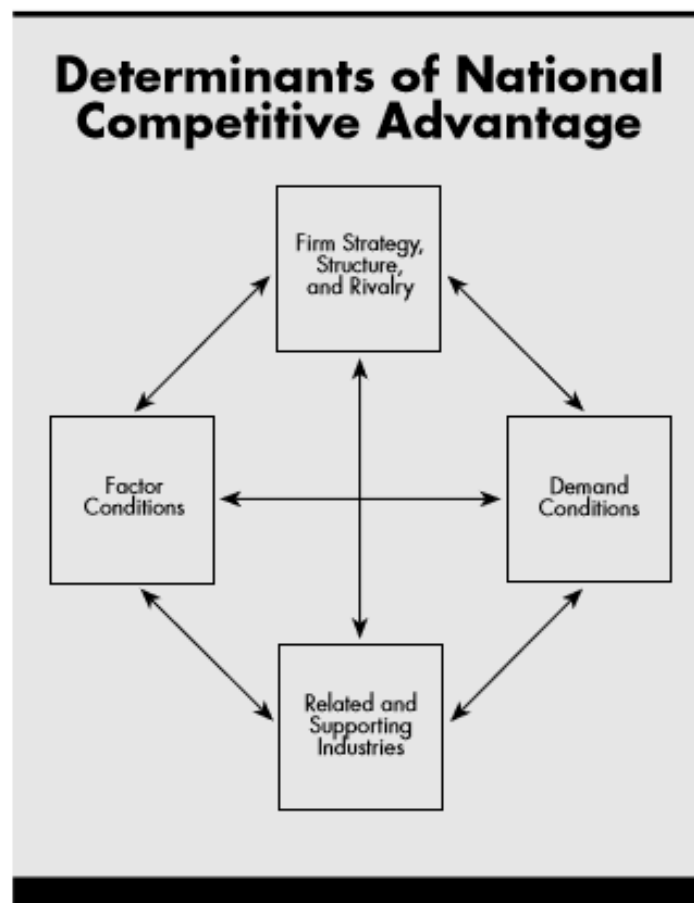 Determinants of National
Competitive Advantage
Firm Strategy,
Structure,
and Rivalry
Factor
Conditions
Demand
Conditions
Related and
Supporting
Industries